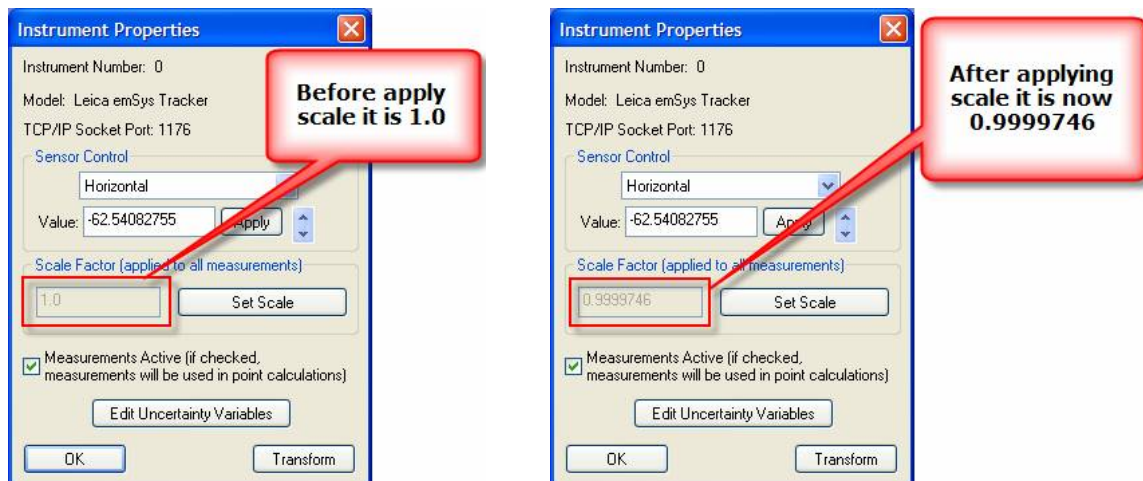 Instrument Properties
Instrument Number: 0
Model: Leica emSys Tracker
TCP/IP Socket Port: 1176
Before apply
scale it is 1.0
Sensor Control
Horizontal
Value: -62.54082755 Apply
Scale Factor (applied to all measurements)
1.0 Set Scale
Measurements Active (if checked,
measurements will be used in point calculations)
Edit Uncertainty Variables
OK Transform
Instrument Properties
Instrument Number: 0
Model: Leica emSys Tracker
TCP/IP Socket Port: 1176
After applying
scale it is now
0.9999746
Sensor Control
Horizontal
Value: -62.54082755 Apply
Scale Factor (applied to all measurements)
0.9999746 Set Scale
Measurements Active (if checked,
measurements will be used in point calculations)
Edit Uncertainty Variables
OK Transform